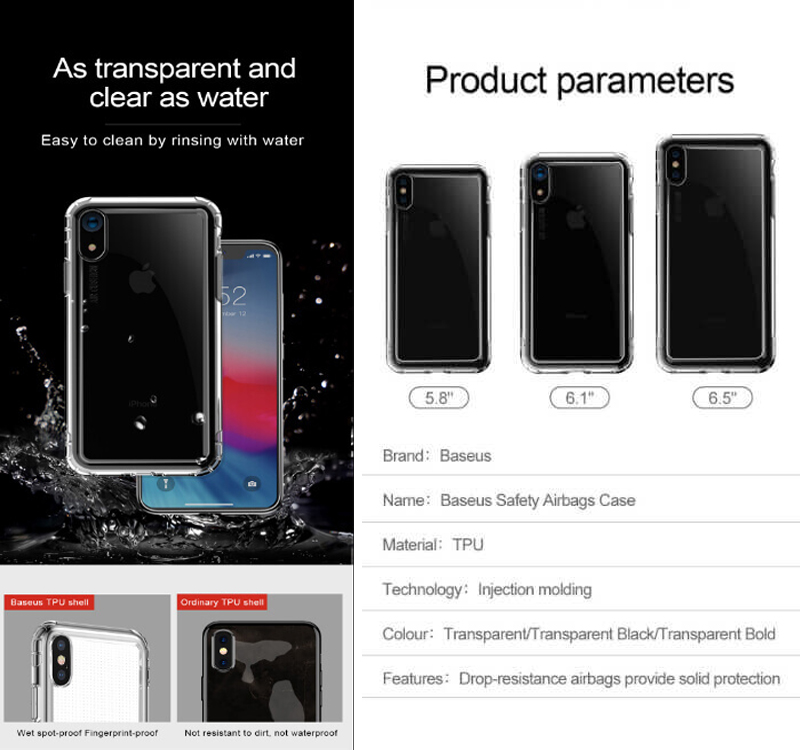 As transparent and
clear as water
Easy to clean by rinsing with water
iPhone
Baseus TPU shell
Ordinary TPU shell
Wet spot-proof Fingerprint-proof
Not resistant to dirt, not waterproof
Product parameters
5.8"
6.1"
6.5"
Brand: Baseus
Name: Baseus Safety Airbags Case
Material: TPU
Technology: Injection molding
Colour: Transparent/Transparent Black/Transparent Bold
Features: Drop-resistance airbags provide solid protection